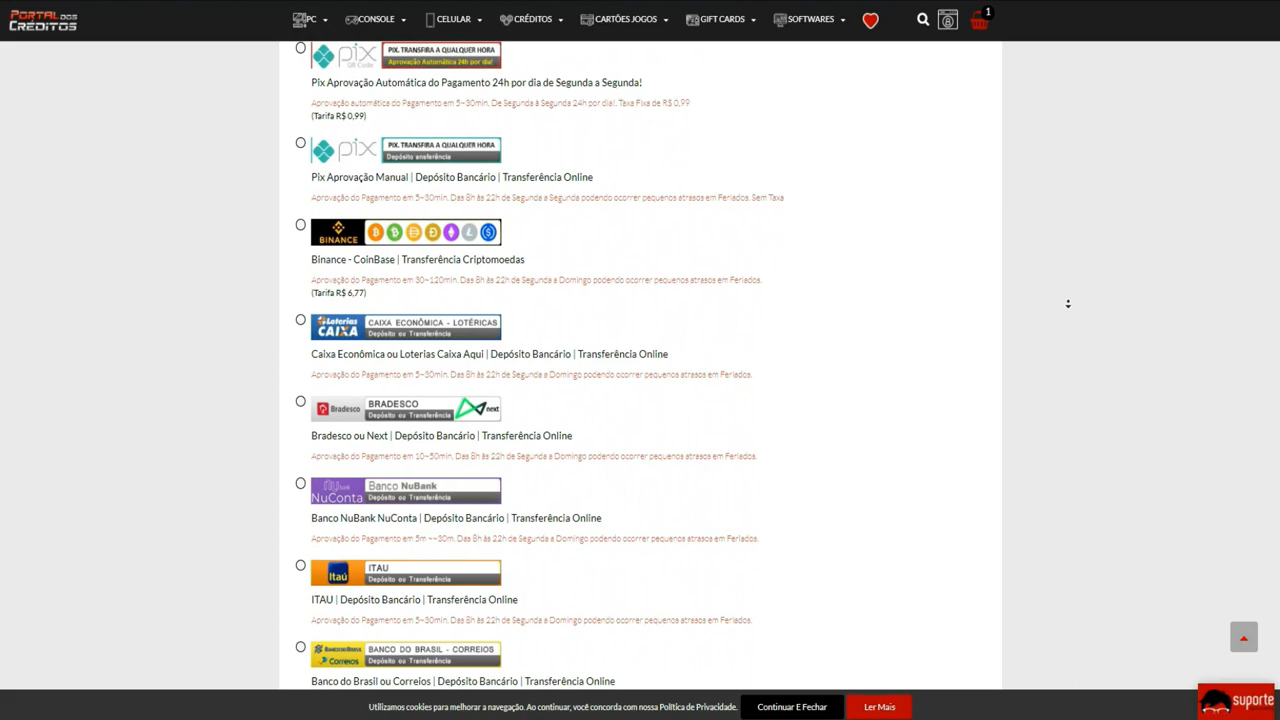 PORTAL DOS
CRÉDITOS
PC
CONSOLE
CELULAR
CRÉDITOS
CARTÕES JOGOS
GIFT CARDS
SOFTWARES
1
pix
QR Code
PIX. TRANSFIRA A QUALQUER HORA
Aprovação Automática 24h por dia!
Pix Aprovação Automática do Pagamento 24h por dia de Segunda a Segunda!
Aprovação automática do Pagamento em 5~30min. De Segunda à Segunda 24h por dia!. Taxa Fixa de R$ 0,99
(Tarifa R$ 0,99)
pix
PIX. TRANSFIRA A QUALQUER HORA
Depósito ansferência
Pix Aprovação Manual | Depósito Bancário | Transferência Online
Aprovação do Pagamento em 5~30min. Das 8h às 22h de Segunda a Segunda podendo ocorrer pequenos atrasos em Feriados. Sem Taxa
BINANCE
Binance - CoinBase | Transferência Criptomoedas
Aprovação do Pagamento em 30~120min. Das 8h às 22h de Segunda a Domingo podendo ocorrer pequenos atrasos em Feriados.
(Tarifa R$ 6,77)
Loterias
CAIXA
CAIXA ECONÔMICA - LOTÉRICAS
Depósito ou Transferência
Caixa Econômica ou Loterias Caixa Aqui | Depósito Bancário | Transferência Online
Aprovação do Pagamento em 5~30min. Das 8h às 22h de Segunda a Domingo podendo ocorrer pequenos atrasos em Feriados.
Bradesco
BRADESCO
Depósito ou Transferência
next
Bradesco ou Next | Depósito Bancário | Transferência Online
Aprovação do Pagamento em 10~50min. Das 8h às 22h de Segunda a Domingo podendo ocorrer pequenos atrasos em Feriados.
NuConta
Banco NuBank
Depósito ou Transferência
Banco NuBank NuConta | Depósito Bancário | Transferência Online
Aprovação do Pagamento em 5m ~~30m. Das 8h às 22h de Segunda a Domingo podendo ocorrer pequenos atrasos em Feriados.
Itaú
ITAU
Depósito ou Transferência
ITAU | Depósito Bancário | Transferência Online
Aprovação do Pagamento em 5~30min. Das 8h às 22h de Segunda a Domingo podendo ocorrer pequenos atrasos em Feriados.
BANCO DO BRASIL
Correios
BANCO DO BRASIL - CORREIOS
Depósito ou Transferência
Banco do Brasil ou Correios | Depósito Bancário | Transferência Online
Utilizamos cookies para melhorar a navegação. Ao continuar, você concorda com nossa Política de Privacidade.
Continuar E Fechar
Ler Mais
suporte